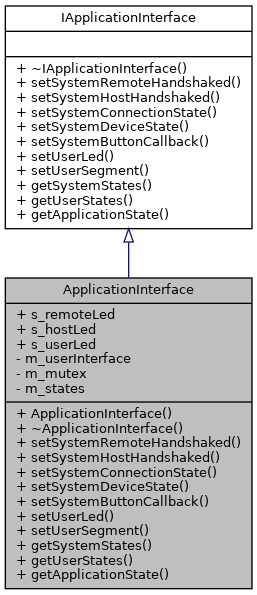 IApplicationInterface
+ ~IApplicationInterface()
+ setSystemRemoteHandshaked()
+ setSystemHostHandshaked()
+ setSystemConnectionState()
+ setSystemDeviceState()
+ setSystemButtonCallback()
+ setUserLed()
+ setUserSegment()
+ getSystemStates()
+ getUserStates()
+ getApplicationState()
ApplicationInterface
+ s_remoteLed
+ s_hostLed
+ s_userLed
- m_userInterface
- m_mutex
- m_states
+ ApplicationInterface()
+ ~ApplicationInterface()
+ setSystemRemoteHandshaked()
+ setSystemHostHandshaked()
+ setSystemConnectionState()
+ setSystemDeviceState()
+ setSystemButtonCallback()
+ setUserLed()
+ setUserSegment()
+ getSystemStates()
+ getUserStates()
+ getApplicationState()